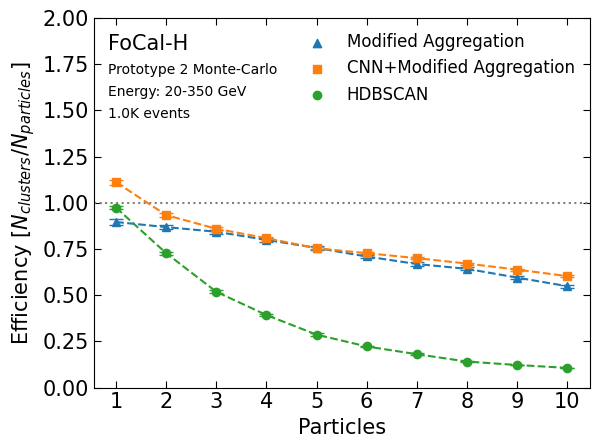 FoCal-H
Prototype 2 Monte-Carlo
Energy: 20-350 GeV
1.0K events
Modified Aggregation
CNN+Modified Aggregation
HDBSCAN
Efficiency [N_clusters/N_particles]
2.00
1.75
1.50
1.25
1.00
0.75
0.50
0.25
0.00
1 2 3 4 5 6 7 8 9 10
Particles